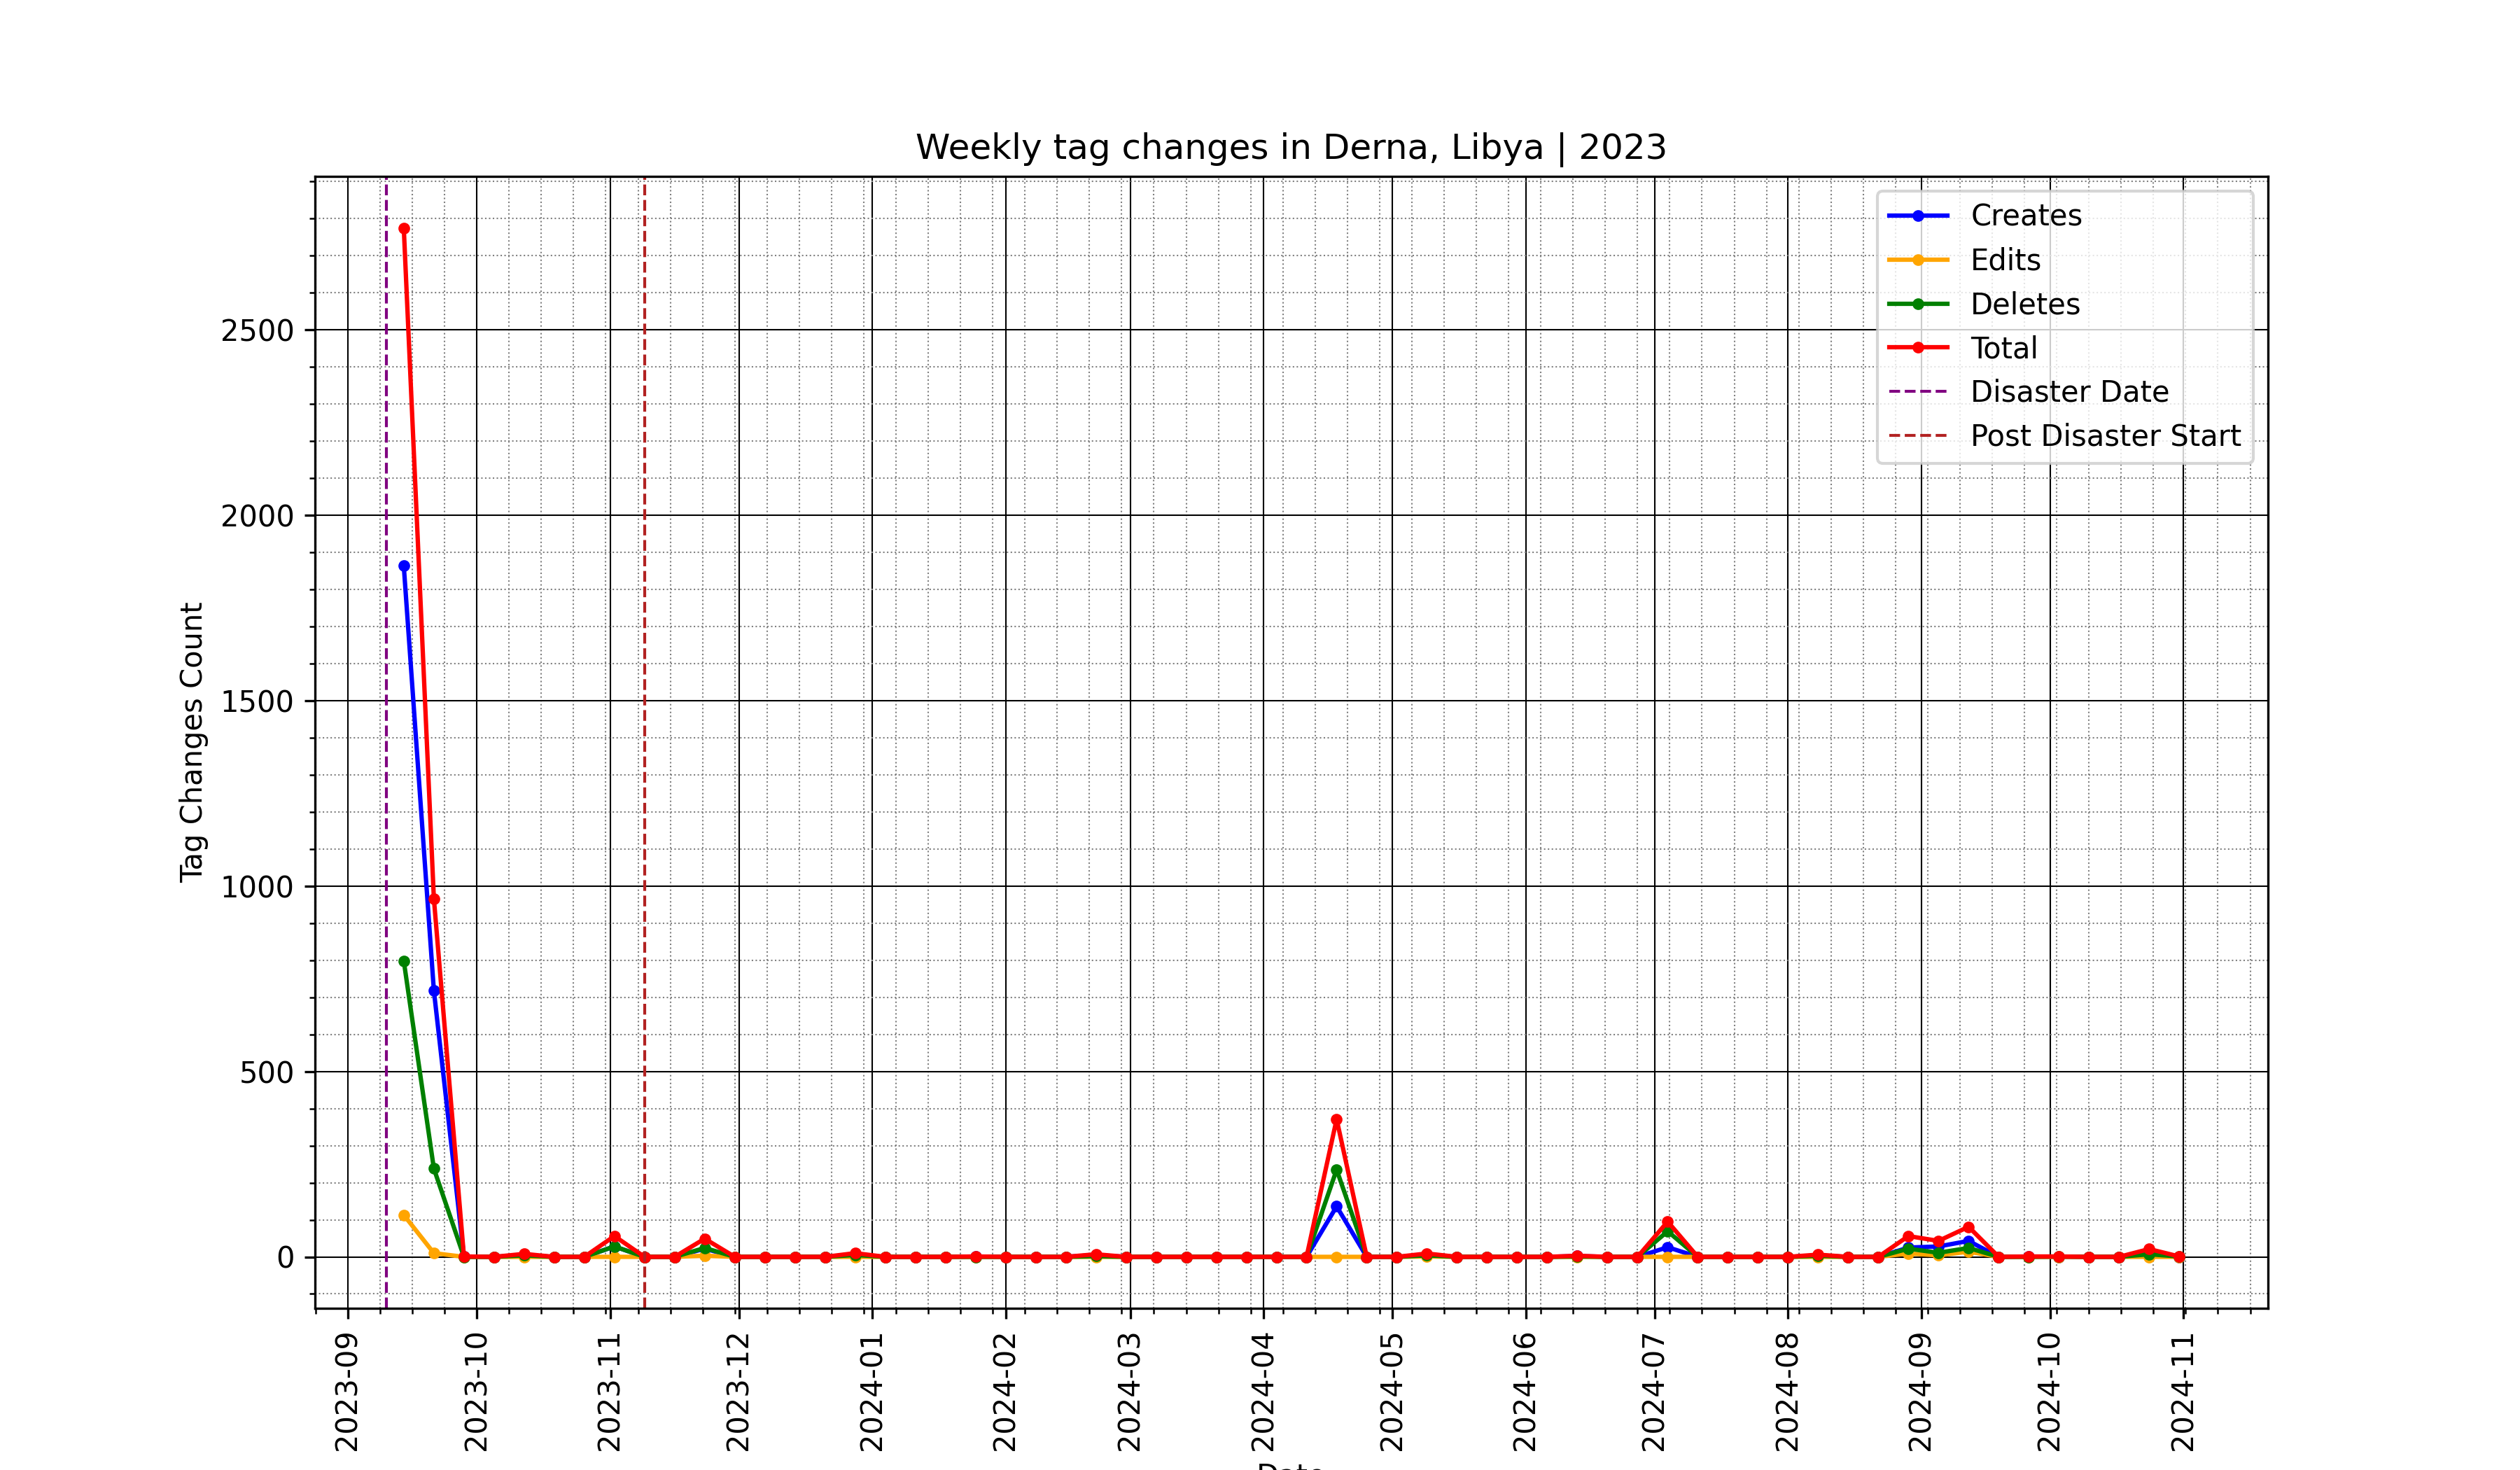 Weekly tag changes in Derna, Libya | 2023
Creates
Edits
Deletes
Total
Disaster Date
Post Disaster Start
Tag Changes Count
2500
2000
1500
1000
500
0
2023-09
2023-10
2023-11
2023-12
2024-01
2024-02
2024-03
2024-04
2024-05
2024-06
2024-07
2024-08
2024-09
2024-10
2024-11
Date